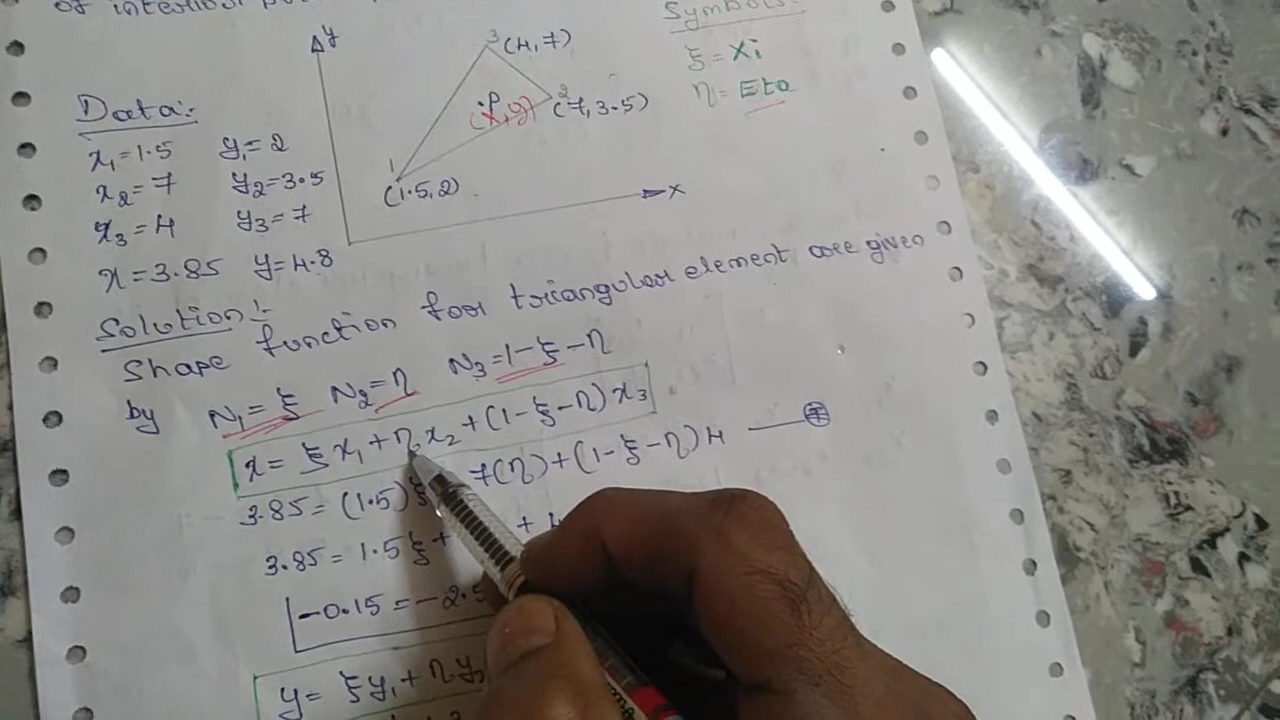 of interior
Symbols:-
ξ = Xi
η = Eta
y
3 (4,7)
2 (7,3.5)
P
(x,y)
1
(1.5,2)
x
Data:-
x₁=1.5 y₁=2
x₂=7 y₂=3.5
x₃=4 y₃=7
x=3.85 y=4.8
Solution:-
Shape function for triangular element are given
by N₁=ξ N₂=η N₃=1-ξ-η
x= ξx₁+ηx₂+(1-ξ-η)x₃
3.85= (1.5)ξ 7(η)+(1-ξ-η)4 — I
3.85= 1.5ξ+ +
-0.15=-2.5
y= ξy₁+ηy₂